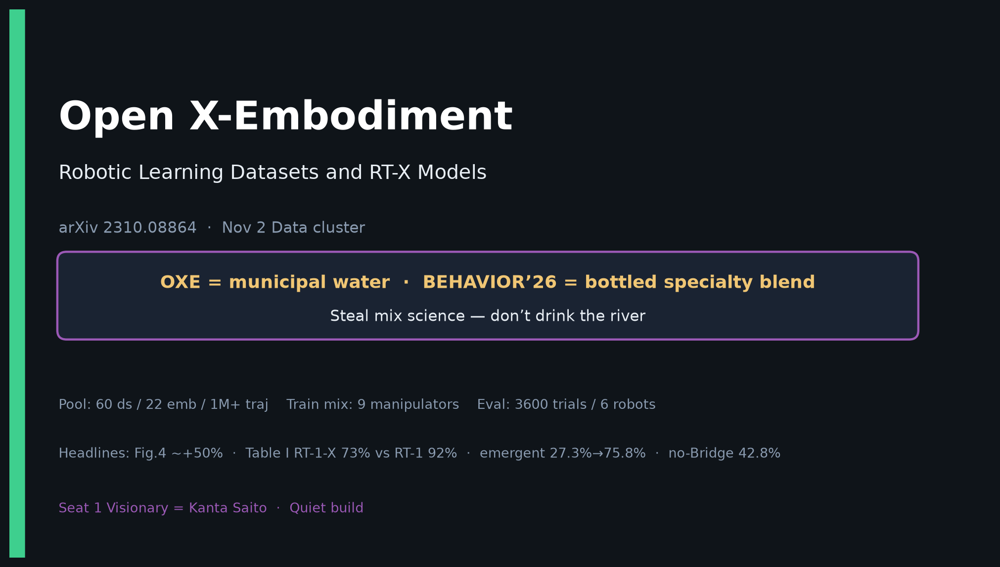 Open X-Embodiment
Robotic Learning Datasets and RT-X Models
arXiv 2310.08864 · Nov 2 Data cluster
OXE = municipal water · BEHAVIOR’26 = bottled specialty blend
Steal mix science — don’t drink the river
Pool: 60 ds / 22 emb / 1M+ traj Train mix: 9 manipulators Eval: 3600 trials / 6 robots
Headlines: Fig.4 ~+50% · Table I RT-1-X 73% vs RT-1 92% · emergent 27.3%→75.8% · no-Bridge 42.8%
Seat 1 Visionary = Kanta Saito · Quiet build